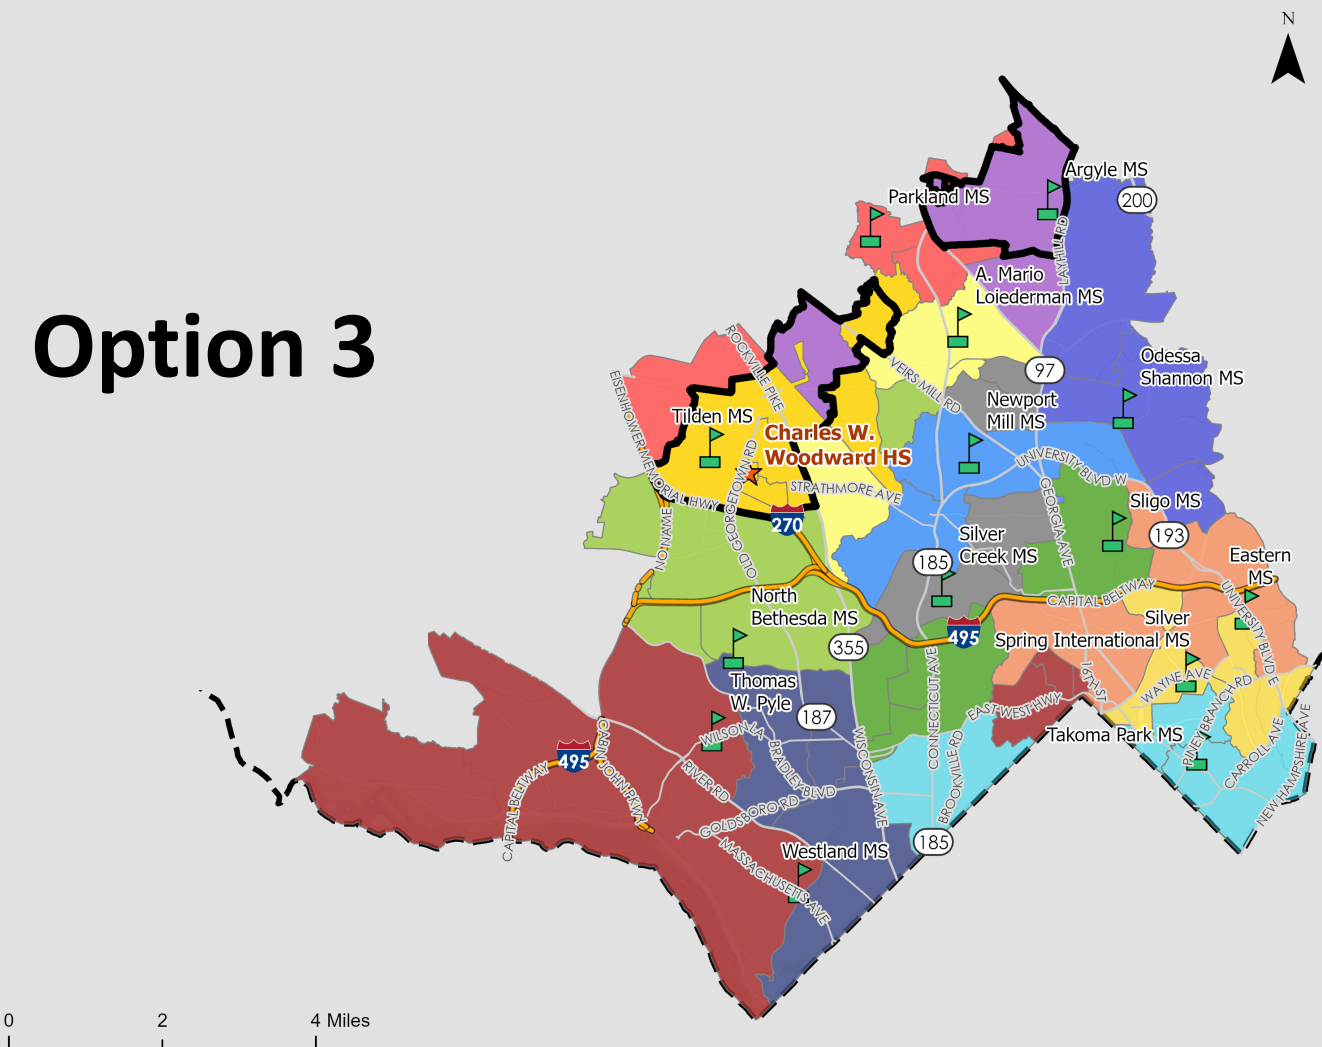 N
Argyle MS
Parkland MS
200
LAYHILL RD
A. Mario
Loiederman MS
Option 3
ROCKVILLE PIKE
Odessa
Shannon MS
97
VEIRS MILL RD
EISENHOWER MEMORIAL HWY
Newport
Mill MS
Tilden MS
Charles W.
Woodward HS
UNIVERSITY BLVD W
OLD GEORGETOWN RD
STRATHMORE AVE
GEORGIA AVE
Sligo MS
270
NO NAME
193
Silver
Creek MS
185
Eastern
MS
CAPITAL BELTWAY
UNIVERSITY BLVD E
North
Bethesda MS
Silver
Spring International MS
495
355
16TH ST
WAYNE AVE
Thomas
W. Pyle
CONNECTICUT AVE
EAST WEST HWY
PINEY BRANCH RD
187
Takoma Park MS
WILSON LA
WISCONSIN AVE
BROOKVILLE RD
CARROLL AVE
NEW HAMPSHIRE AVE
495
CABIN JOHN PKWY
BRADLEY BLVD
RIVER RD
CAPITAL BELTWAY
GOLDSBORO RD
185
MASSACHUSETTS AVE
Westland MS
0 2 4 Miles